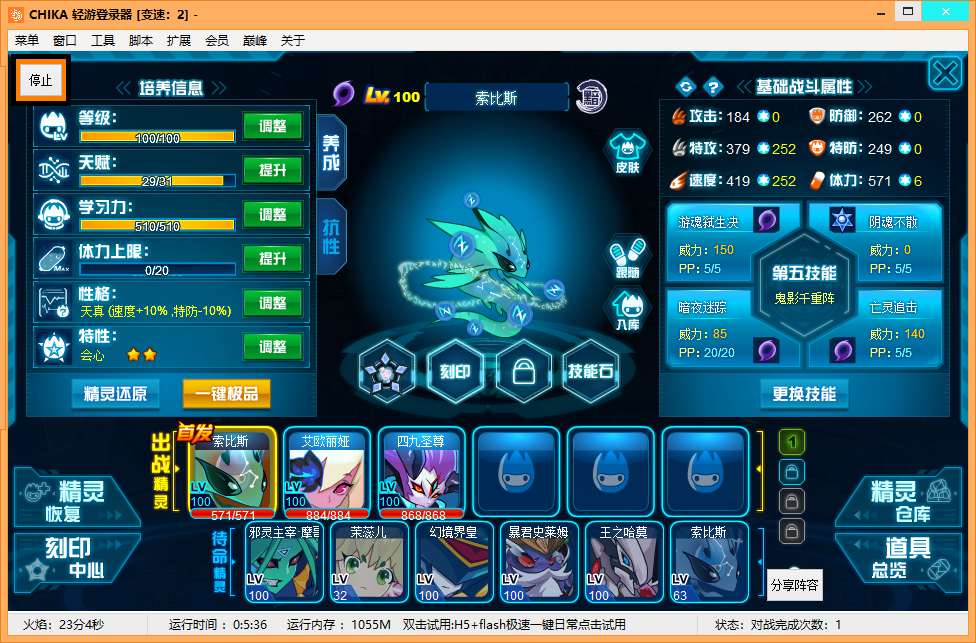 CHIKA 轻游登录器 [变速：2] -
菜单 窗口 工具 脚本 扩展 会员 巅峰 关于
停止
培养信息
等级：
100/100
调整
天赋：
29/31
提升
学习力：
510/510
调整
体力上限：
0/20
提升
性格：
天真 (速度+10% ,特防-10%)
调整
特性：
会心
调整
精灵还原 一键极品
养成
抗性
Lv. 100
索比斯
皮肤
跟随
入库
刻印
技能石
基础战斗属性
攻击：184 0 防御：262 0
特攻：379 252 特防：249 0
速度：419 252 体力：571 6
游魂弑生决
威力：150
PP：5/5
阴魂不散
威力：0
PP：5/5
第五技能
鬼影千重阵
暗夜迷踪
威力：85
PP：20/20
亡灵追击
威力：140
PP：5/5
更换技能
出战精灵
首发
索比斯 艾欧丽娅 四九圣尊
LV 100 LV 100 LV 100
571/571 884/884 868/868
1
待命精灵
邪灵主宰·摩哥 茉蕊儿 幻境界皇 暴君史莱姆 王之哈莫 索比斯
LV 100 LV 32 LV 100 LV 100 LV 100 LV 63
精灵恢复
刻印中心
精灵仓库
道具总览
分享阵容
火焰：23分4秒 运行时间：0:5:36 运行内存：1055M 双击试用:H5+flash极速一键日常点击试用 状态：对战完成次数：1